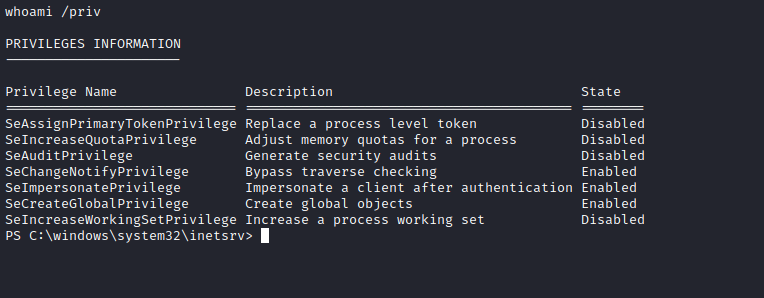 whoami /priv
PRIVILEGES INFORMATION
----------------------
Privilege Name Description State
============================= ========================================= ========
SeAssignPrimaryTokenPrivilege Replace a process level token Disabled
SeIncreaseQuotaPrivilege Adjust memory quotas for a process Disabled
SeAuditPrivilege Generate security audits Disabled
SeChangeNotifyPrivilege Bypass traverse checking Enabled
SeImpersonatePrivilege Impersonate a client after authentication Enabled
SeCreateGlobalPrivilege Create global objects Enabled
SeIncreaseWorkingSetPrivilege Increase a process working set Disabled
PS C:\windows\system32\inetsrv>